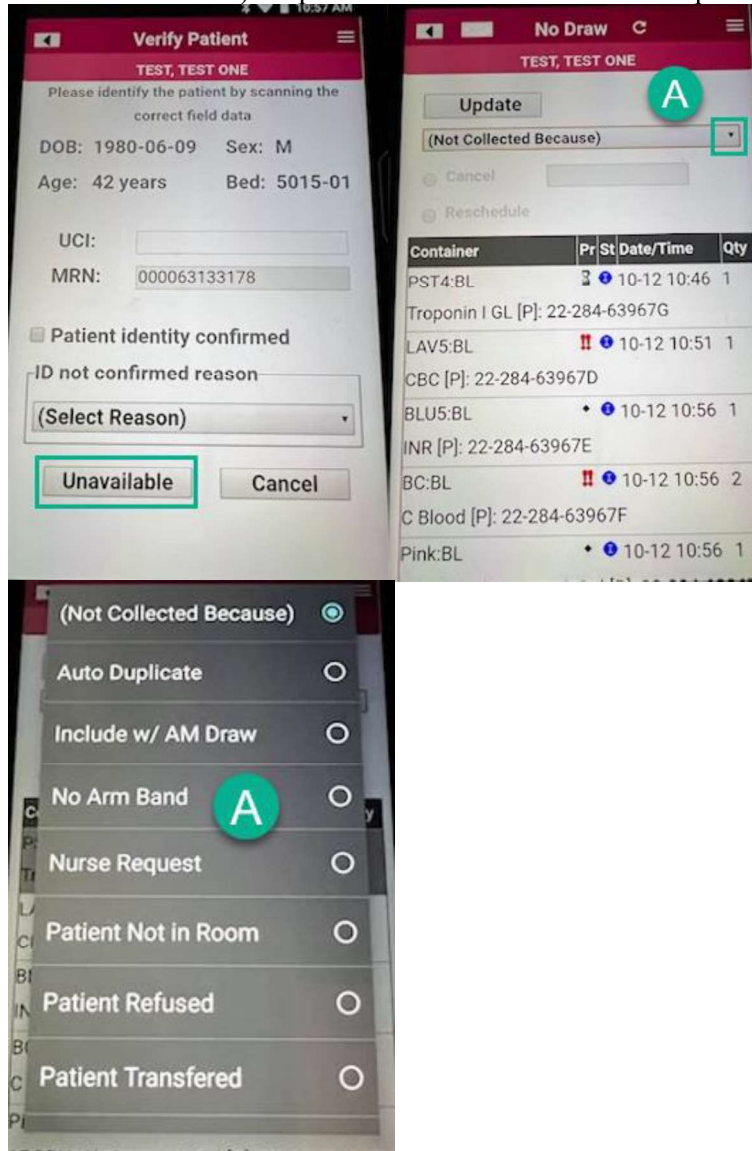 10:57 AM
Verify Patient
TEST, TEST ONE
Please identify the patient by scanning the
correct field data
DOB: 1980-06-09 Sex: M
Age: 42 years Bed: 5015-01
UCI:
MRN: 000063133178
Patient identity confirmed
ID not confirmed reason
(Select Reason)
Unavailable Cancel
No Draw
TEST, TEST ONE
A
Update
(Not Collected Because)
Cancel
Reschedule
Container Pr St Date/Time Qty
PST4:BL 10-12 10:46 1
Troponin I GL [P]: 22-284-63967G
LAV5:BL 10-12 10:51 1
CBC [P]: 22-284-63967D
BLU5:BL 10-12 10:56 1
INR [P]: 22-284-63967E
BC:BL 10-12 10:56 2
C Blood [P]: 22-284-63967F
Pink:BL 10-12 10:56 1
(Not Collected Because)
Auto Duplicate
Include w/ AM Draw
No Arm Band
A
Nurse Request
Patient Not in Room
Patient Refused
Patient Transfered